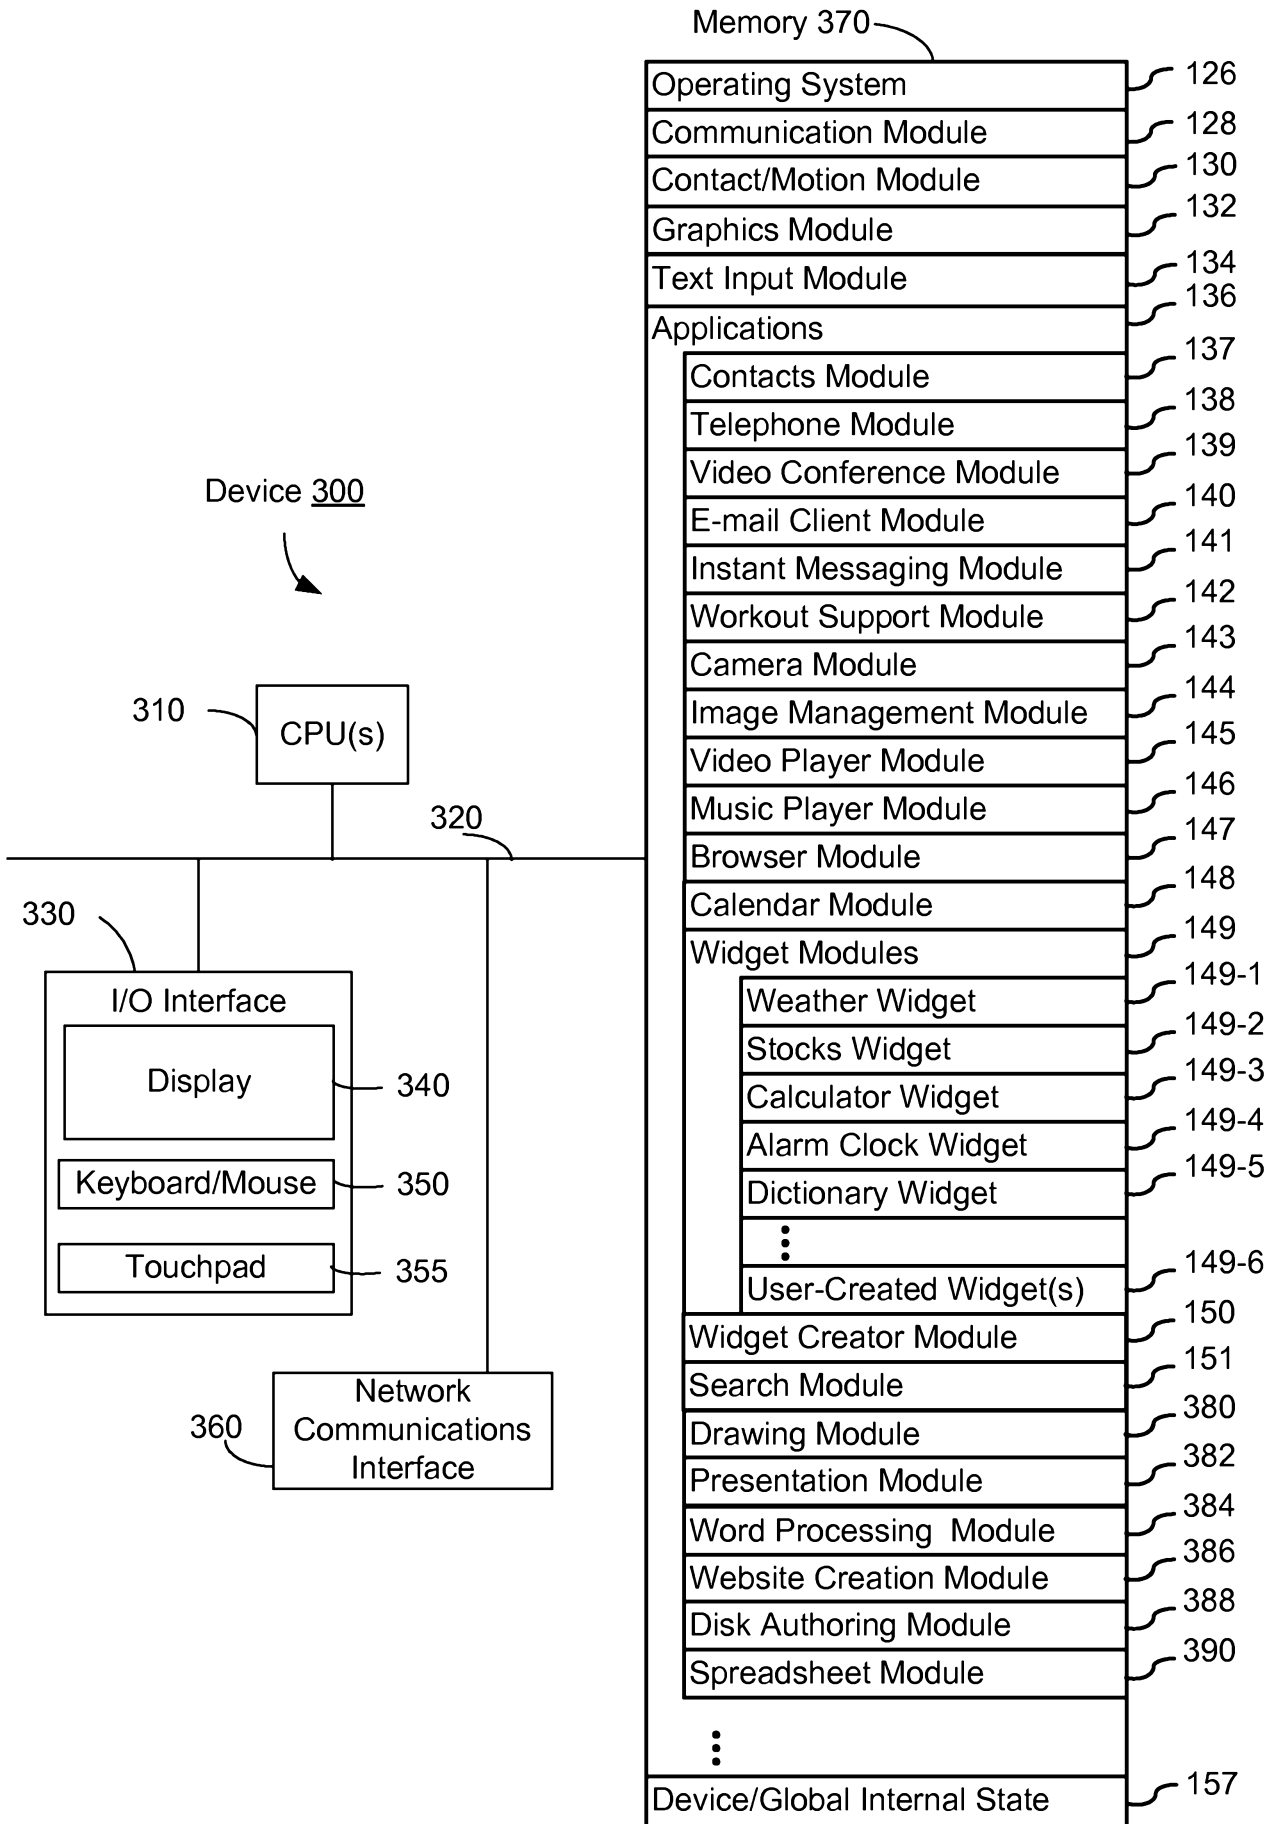 Memory 370
Operating System 126
Communication Module 128
Contact/Motion Module 130
Graphics Module 132
Text Input Module 134
Applications 136
Contacts Module 137
Telephone Module 138
Video Conference Module 139
E-mail Client Module 140
Instant Messaging Module 141
Workout Support Module 142
Camera Module 143
Image Management Module 144
Video Player Module 145
Music Player Module 146
Browser Module 147
Calendar Module 148
Widget Modules 149
Weather Widget 149-1
Stocks Widget 149-2
Calculator Widget 149-3
Alarm Clock Widget 149-4
Dictionary Widget 149-5
User-Created Widget(s) 149-6
Widget Creator Module 150
Search Module 151
Drawing Module 380
Presentation Module 382
Word Processing Module 384
Website Creation Module 386
Disk Authoring Module 388
Spreadsheet Module 390
Device/Global Internal State 157
Device 300
310
CPU(s)
320
330
I/O Interface
Display 340
Keyboard/Mouse 350
Touchpad 355
360
Network
Communications
Interface